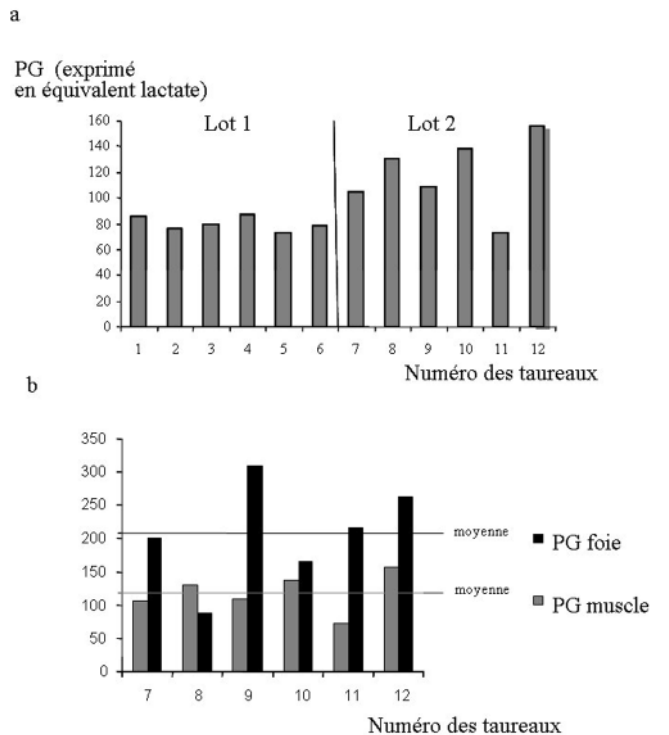 a
PG (exprimé
en équivalent lactate)
Lot 1 Lot 2
160
140
120
100
80
60
40
20
0
1 2 3 4 5 6 7 8 9 10 11 12
Numéro des taureaux
b
350
300
250
200
150
100
50
0
moyenne
moyenne
PG foie
PG muscle
7 8 9 10 11 12
Numéro des taureaux